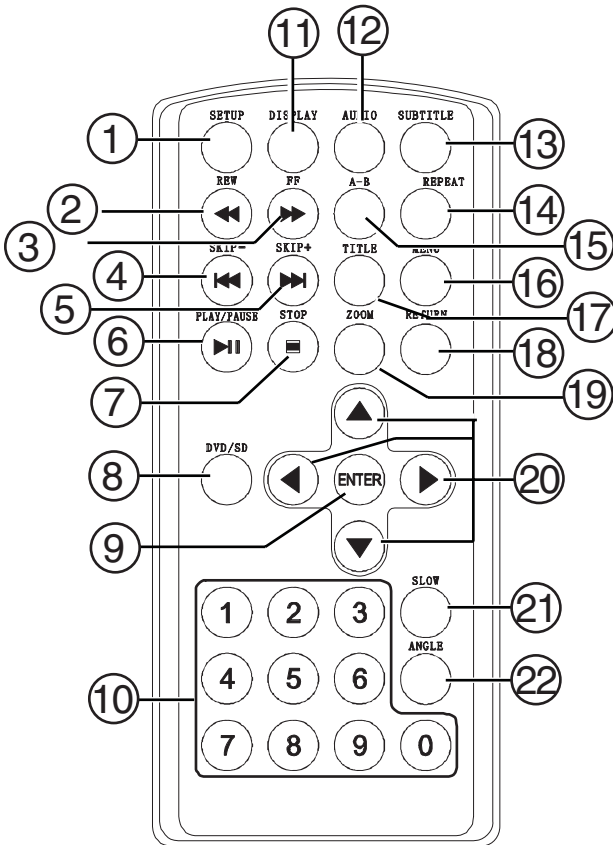 11 12
SETUP DISPLAY AUDIO SUBTITLE
1 13
REW FF A-B REPEAT
2 14
3 15
SKIP- SKIP+ TITLE MENU
4 16
5 17
PLAY/PAUSE STOP ZOOM RETURN
6 18
7 19
DVD/SD
8 ENTER 20
9
SLOW
1 2 3 21
ANGLE
10 4 5 6 22
7 8 9 0